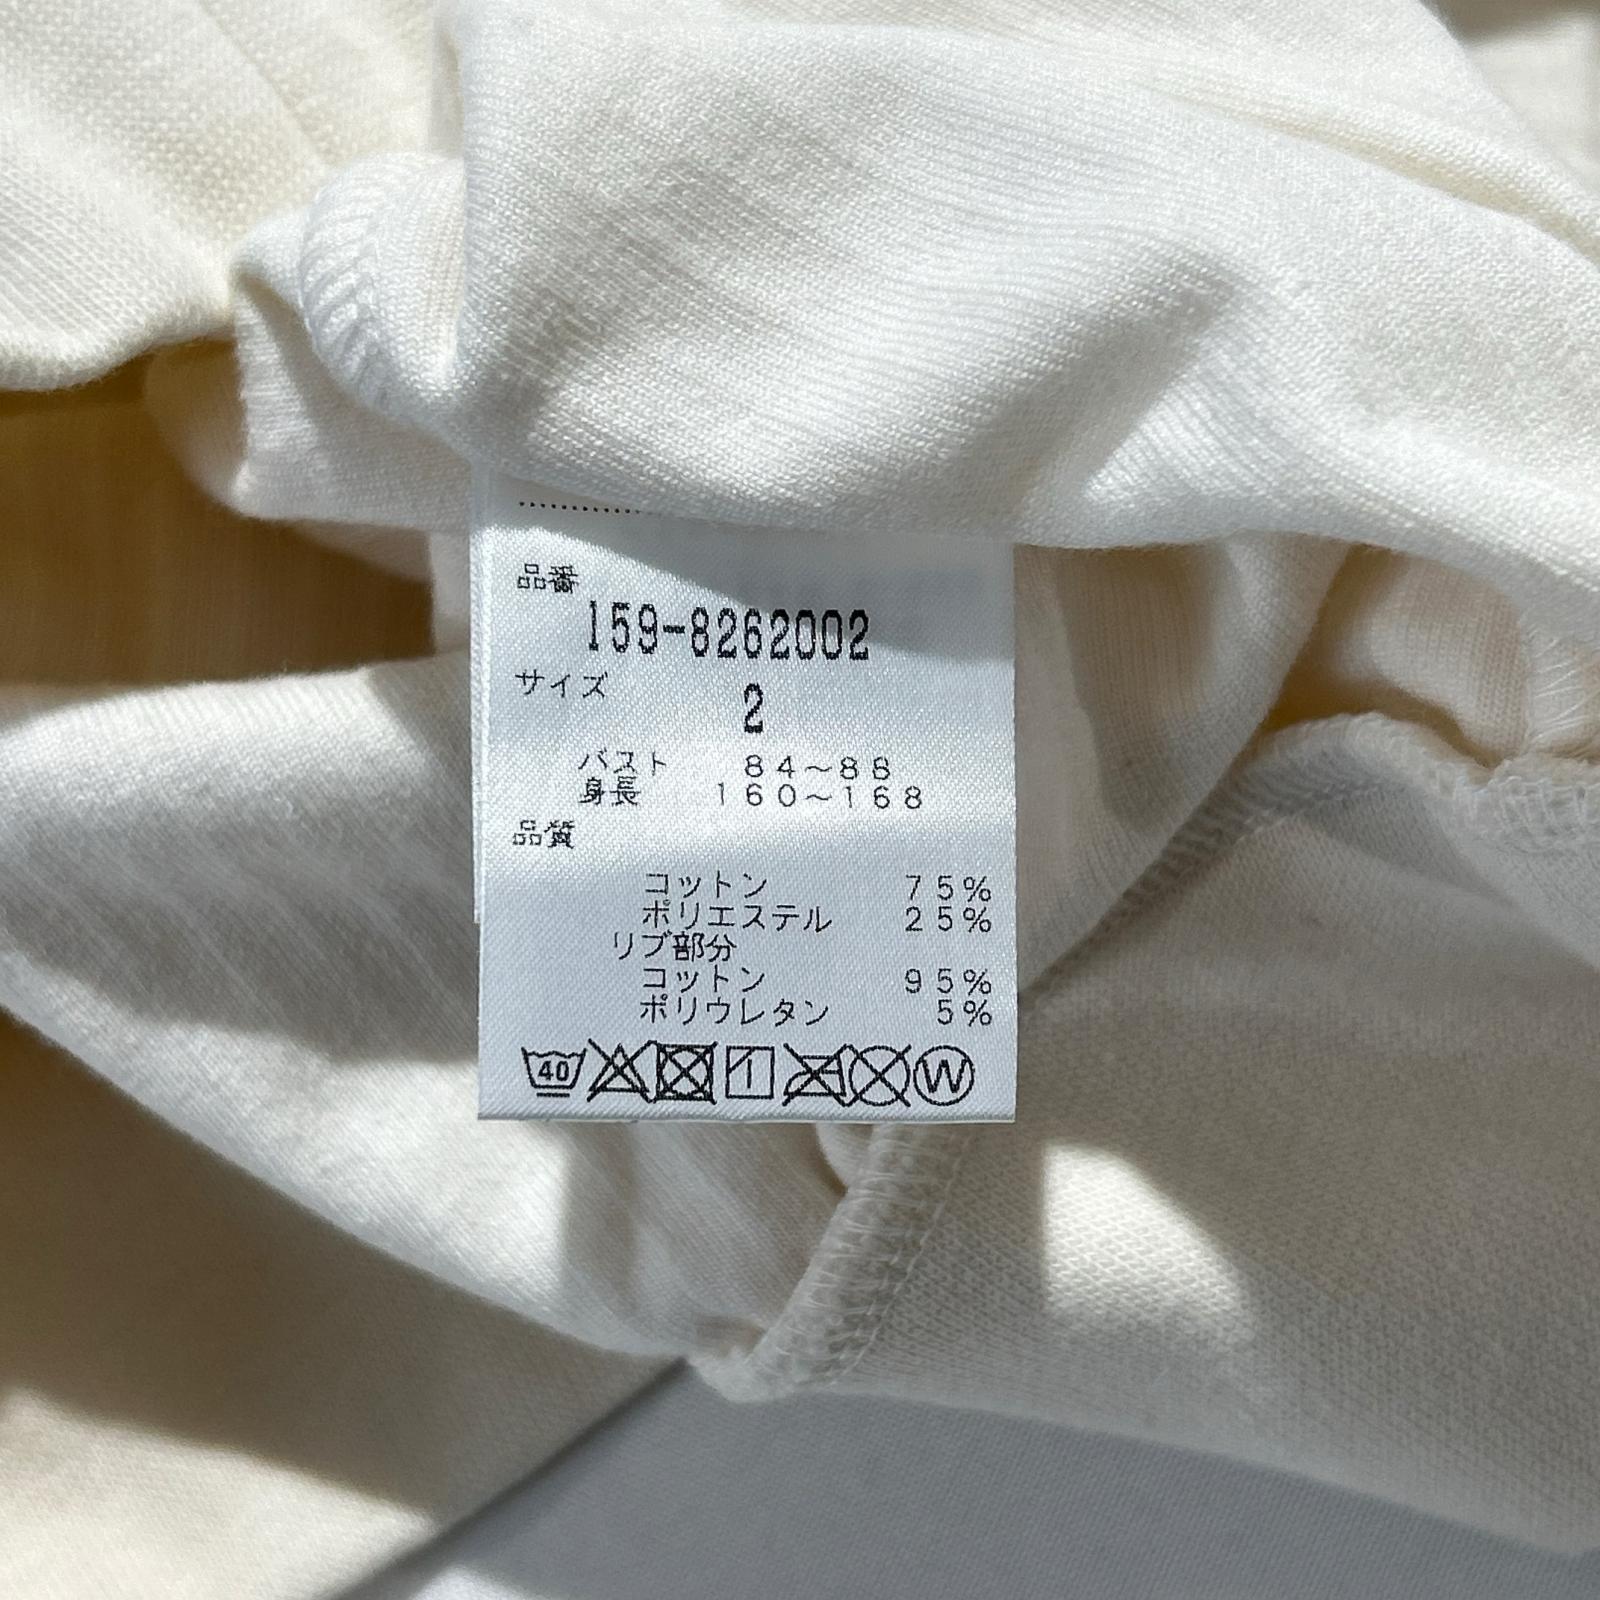 品番
159-8262002
サイズ
2
バスト 84～88
身長 160～168
品質
コットン 75%
ポリエステル 25%
リブ部分
コットン 95%
ポリウレタン 5%
40 W